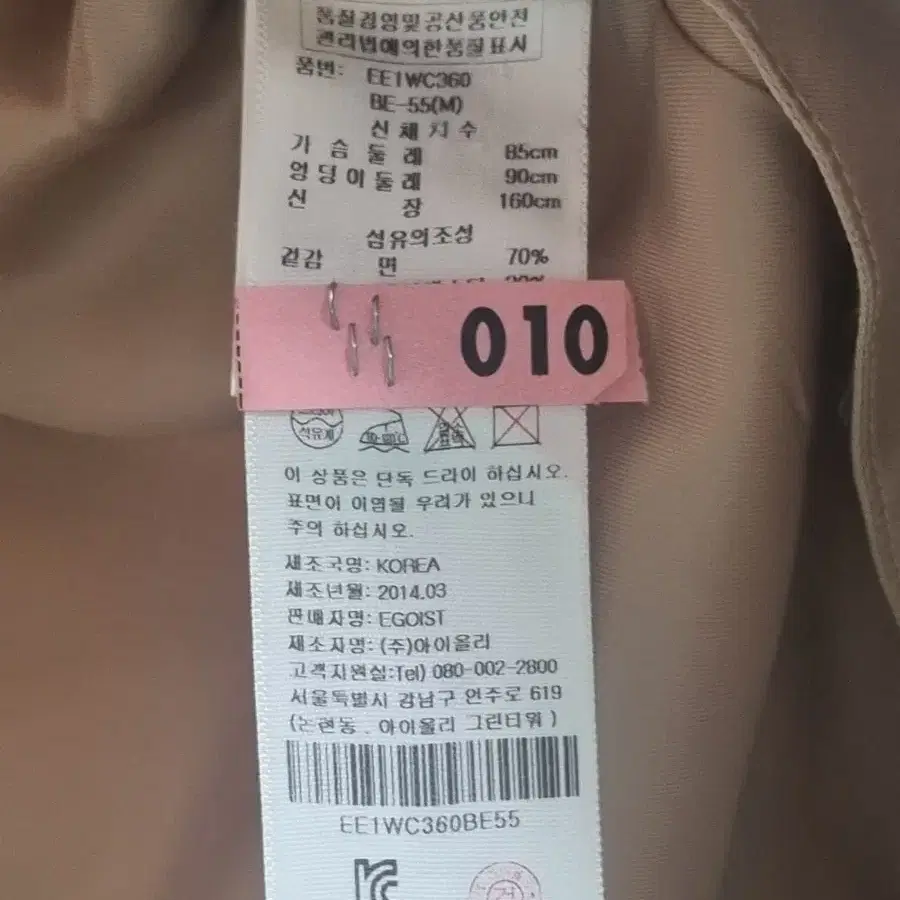 품질경영및공산품안전
관리법에의한품질표시
품번: EE1WC360
BE-55(M)
신체치수
가슴둘레 85cm
엉덩이둘레 90cm
신장 160cm
섬유의조성
겉감 면 70%
010
석유계
이 상품은 단독 드라이 하십시오.
표면이 이염될 우려가 있으니
주의 하십시오.
제조국명: KOREA
제조년월: 2014.03
판매자명: EGOIST
제조자명: (주)아이올리
고객지원실:Tel) 080-002-2800
서울특별시 강남구 언주로 619
(논현동 . 아이올리 그린타워 )
EE1WC360BE55